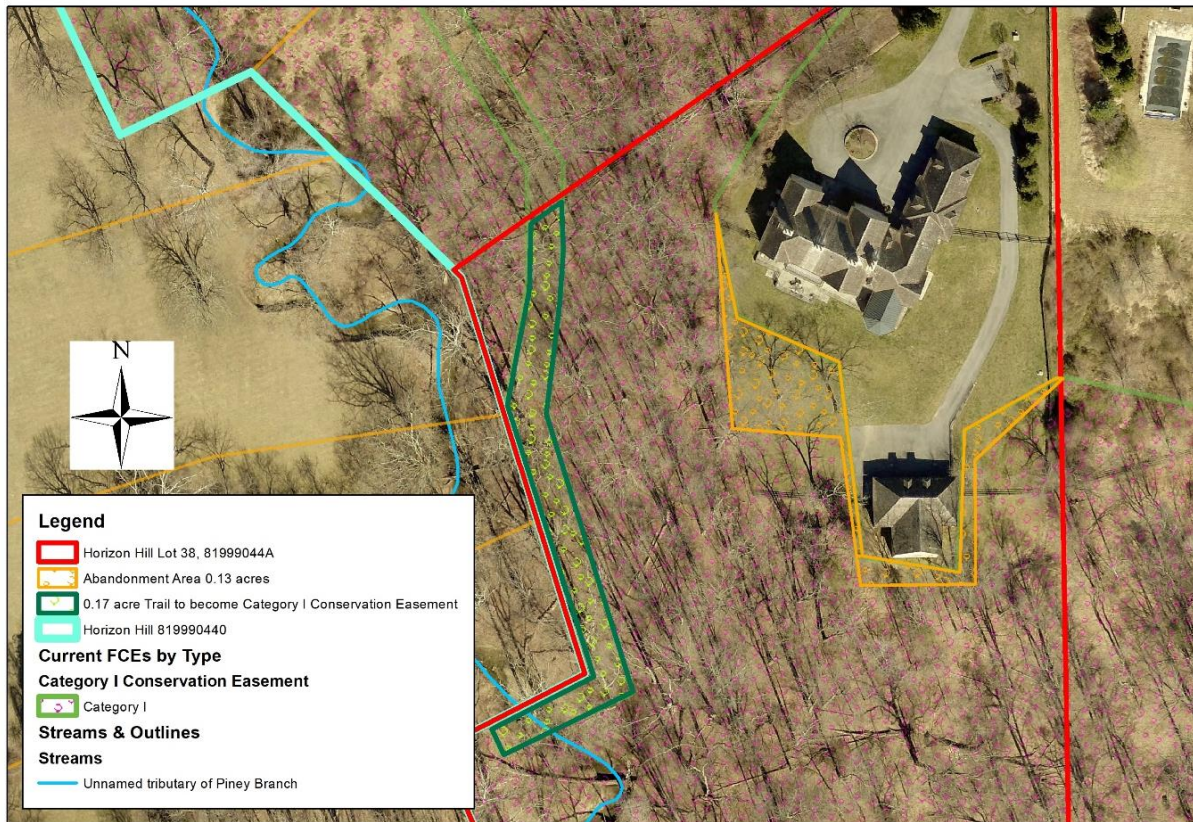 N
Legend
Horizon Hill Lot 38, 81999044A
Abandonment Area 0.13 acres
0.17 acre Trail to become Category I Conservation Easement
Horizon Hill 819990440
Current FCEs by Type
Category I Conservation Easement
Category I
Streams & Outlines
Streams
Unnamed tributary of Piney Branch